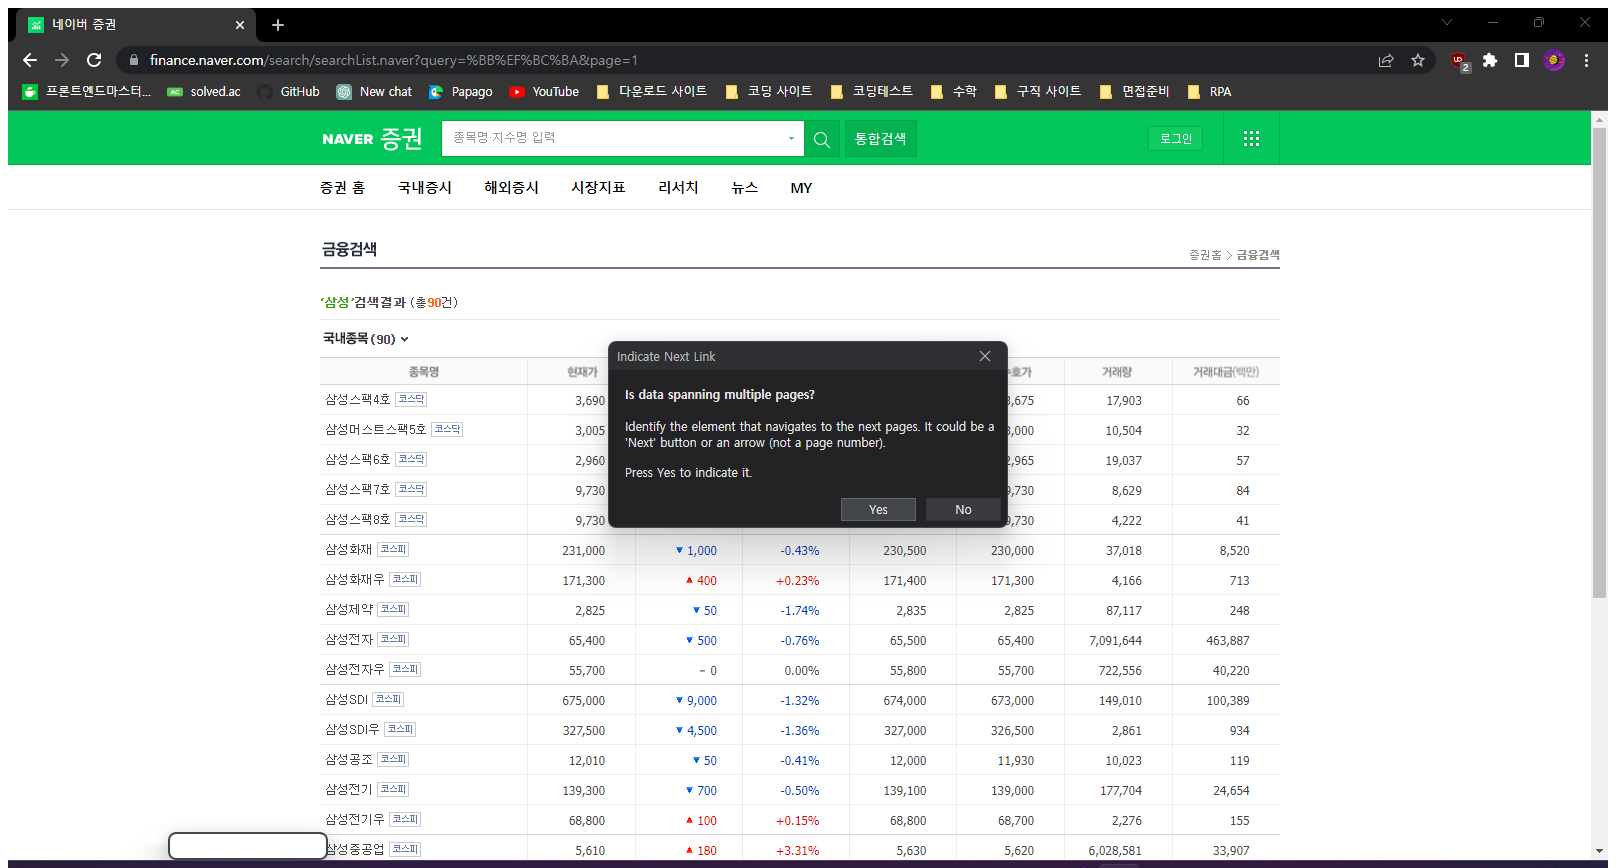 네이버 증권
finance.naver.com/search/searchList.naver?query=%BB%EF%BC%BA&page=1
UD 2
프론트엔드마스터... AC solved.ac GitHub New chat Papago YouTube 다운로드 사이트 코딩 사이트 코딩테스트 수학 구직 사이트 면접준비 RPA
NAVER 증권 종목명·지수명 입력 통합검색 로그인
증권 홈 국내증시 해외증시 시장지표 리서치 뉴스 MY
금융검색
증권홈 > 금융검색
'삼성'검색결과 (총90건)
국내종목(90)
종목명 현재가 수호가 거래량 거래대금(백만)
Indicate Next Link
Is data spanning multiple pages?
Identify the element that navigates to the next pages. It could be a
'Next' button or an arrow (not a page number).
Press Yes to indicate it.
Yes No
삼성스팩4호 코스닥 3,690 3,675 17,903 66
삼성머스트스팩5호 코스닥 3,005 3,000 10,504 32
삼성스팩6호 코스닥 2,960 2,965 19,037 57
삼성스팩7호 코스닥 9,730 9,730 8,629 84
삼성스팩8호 코스닥 9,730 9,730 4,222 41
삼성화재 코스피 231,000 ▼ 1,000 -0.43% 230,500 230,000 37,018 8,520
삼성화재우 코스피 171,300 ▲ 400 +0.23% 171,400 171,300 4,166 713
삼성제약 코스피 2,825 ▼ 50 -1.74% 2,835 2,825 87,117 248
삼성전자 코스피 65,400 ▼ 500 -0.76% 65,500 65,400 7,091,644 463,887
삼성전자우 코스피 55,700 - 0 0.00% 55,800 55,700 722,556 40,220
삼성SDI 코스피 675,000 ▼ 9,000 -1.32% 674,000 673,000 149,010 100,389
삼성SDI우 코스피 327,500 ▼ 4,500 -1.36% 327,000 326,500 2,861 934
삼성공조 코스피 12,010 ▼ 50 -0.41% 12,000 11,930 10,023 119
삼성전기 코스피 139,300 ▼ 700 -0.50% 139,100 139,000 177,704 24,654
삼성전기우 코스피 68,800 ▲ 100 +0.15% 68,800 68,700 2,276 155
삼성중공업 코스피 5,610 ▲ 180 +3.31% 5,630 5,620 6,028,581 33,907